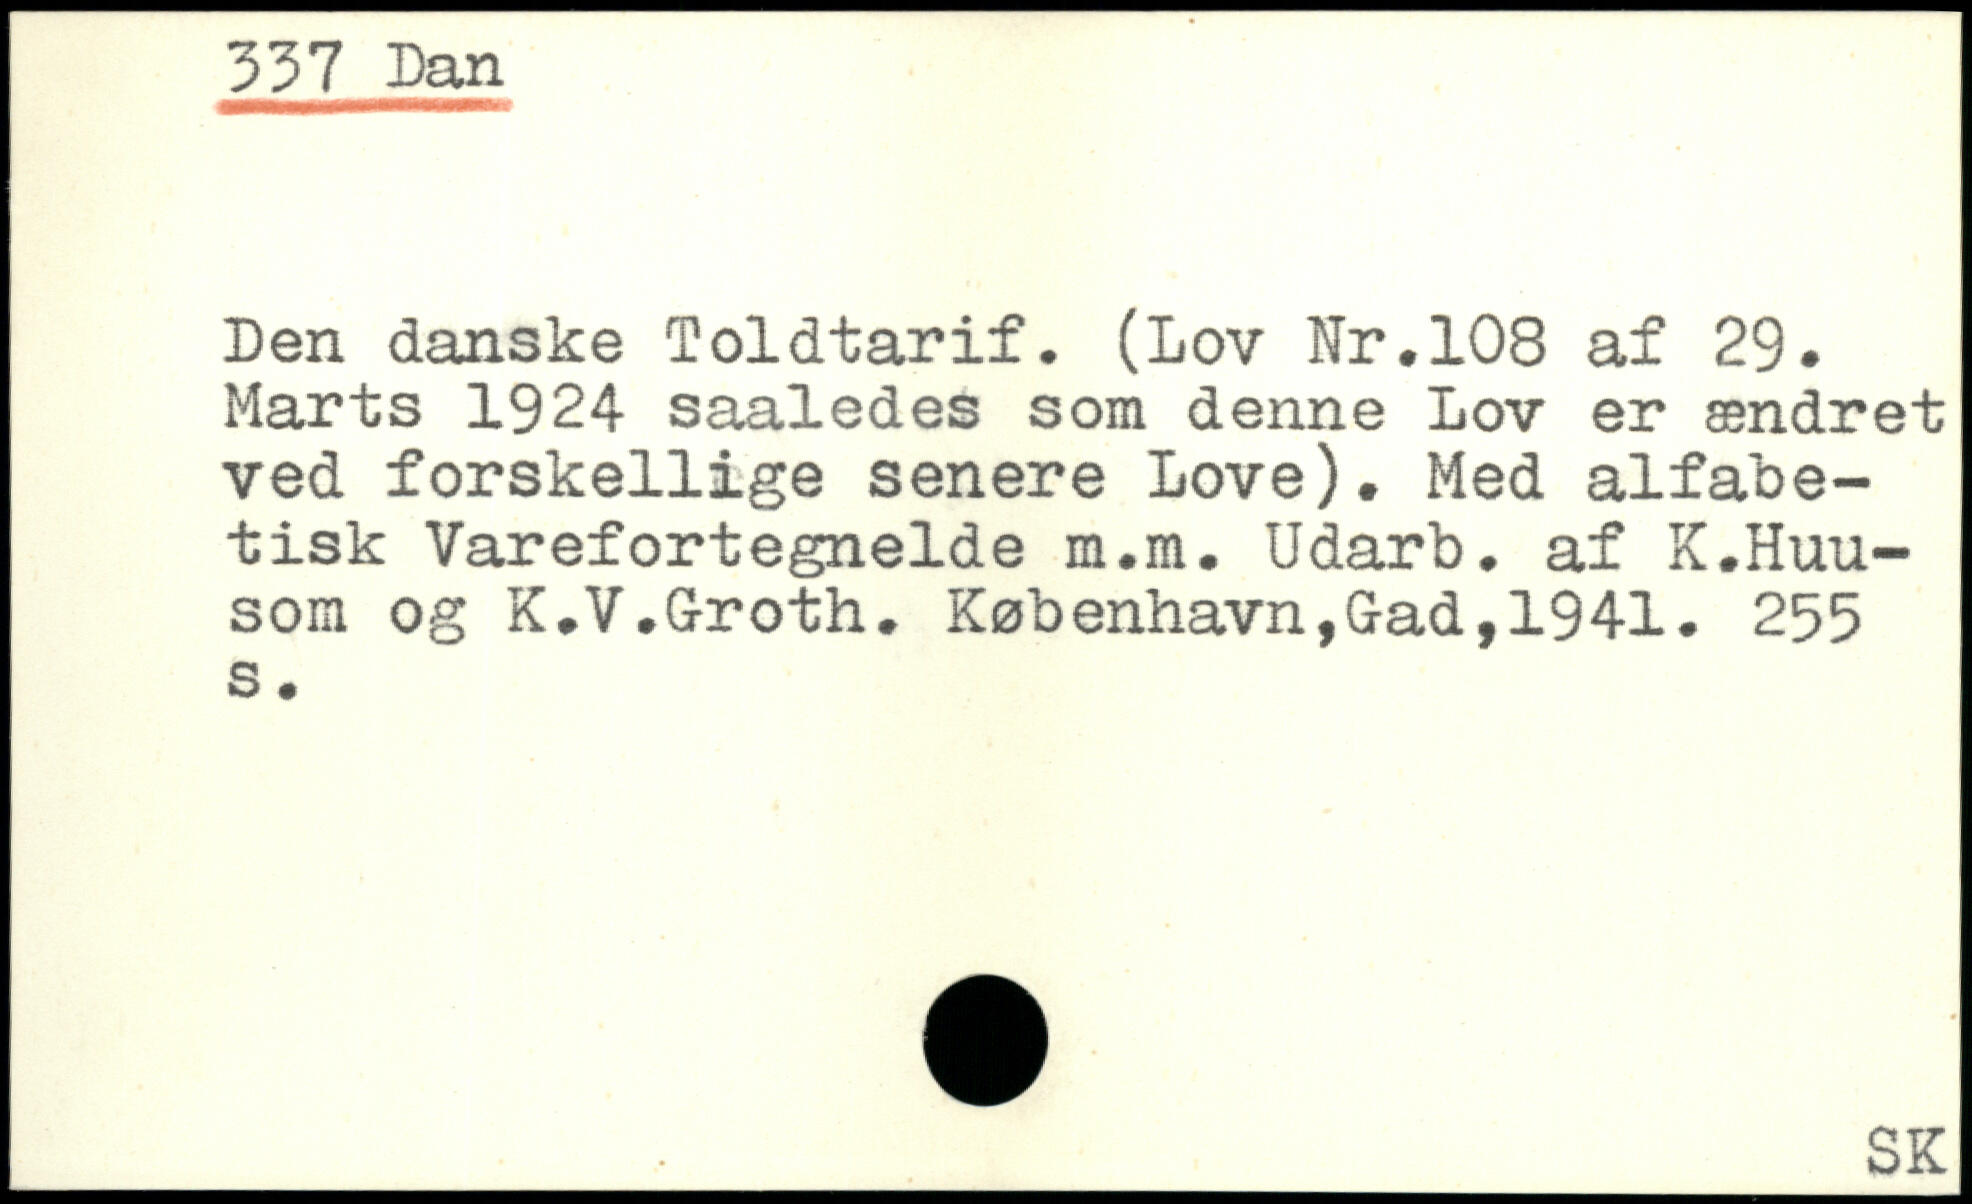 337 Dan
Den danske Toldtarif. (Lov Nr.108 af 29.
Marts 1924 saaledes som denne Lov er ændret
ved forskellige senere Love). Med alfabe-
tisk Varefortegnelde m.m. Udarb. af K.Huu-
som og K.V.Groth. København,Gad,1941. 255
s.
SK